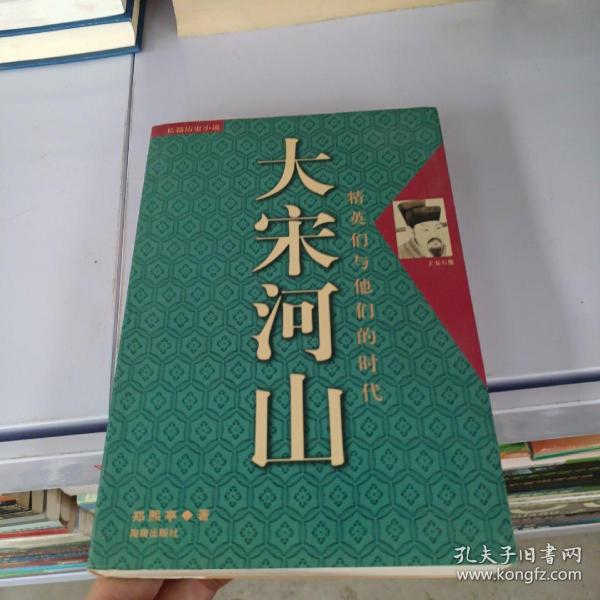 长篇历史小说
大宋河山
精英们与他们的时代
王安石像
郑熙亭◆著
海南出版社
孔夫子旧书网
www.kongfz.com